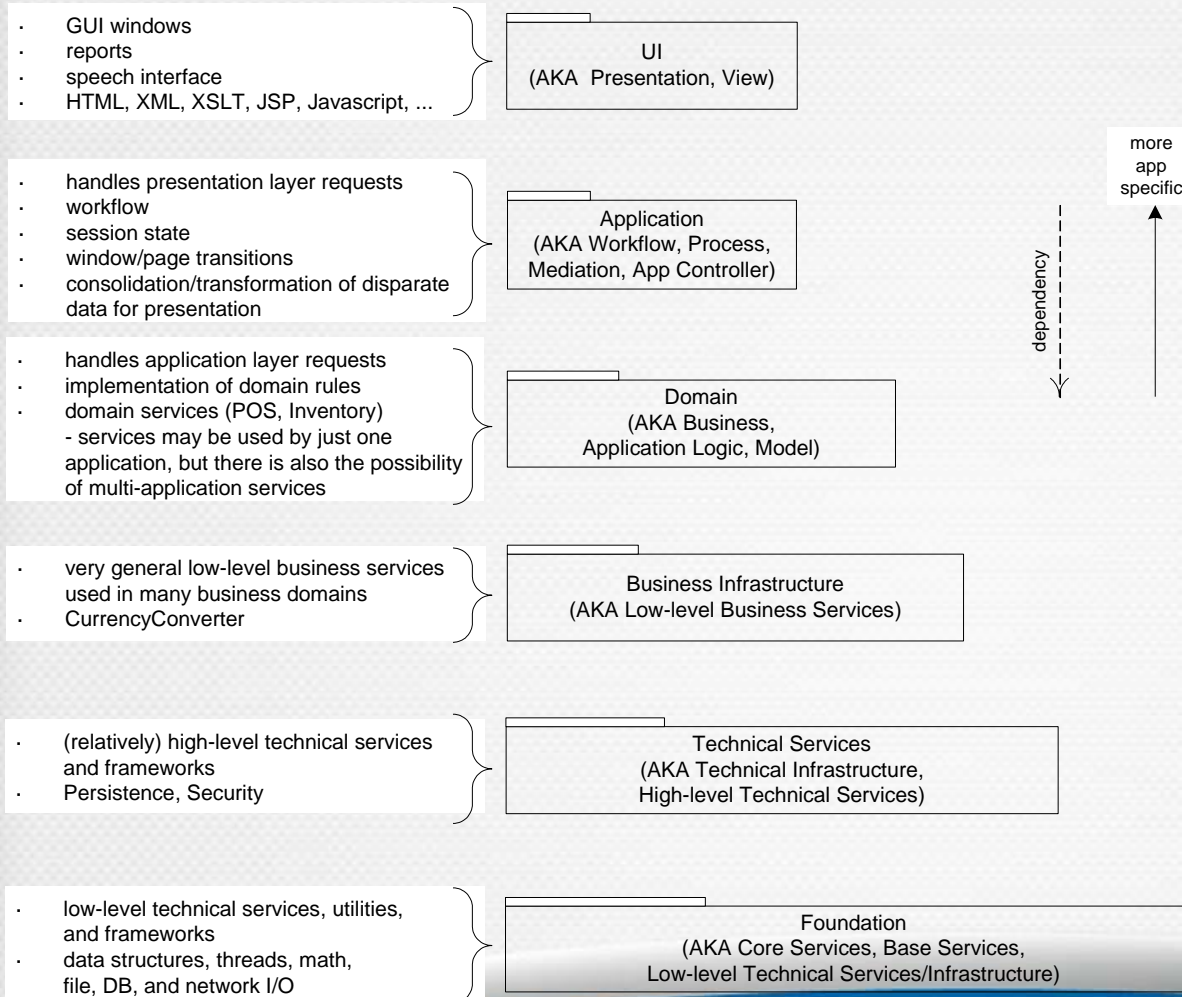 · GUI windows
· reports
· speech interface
· HTML, XML, XSLT, JSP, Javascript, ...
UI
(AKA Presentation, View)
more
app
specific
· handles presentation layer requests
· workflow
· session state
· window/page transitions
· consolidation/transformation of disparate
data for presentation
Application
(AKA Workflow, Process,
Mediation, App Controller)
dependency
· handles application layer requests
· implementation of domain rules
· domain services (POS, Inventory)
- services may be used by just one
application, but there is also the possibility
of multi-application services
Domain
(AKA Business,
Application Logic, Model)
· very general low-level business services
used in many business domains
· CurrencyConverter
Business Infrastructure
(AKA Low-level Business Services)
· (relatively) high-level technical services
and frameworks
· Persistence, Security
Technical Services
(AKA Technical Infrastructure,
High-level Technical Services)
· low-level technical services, utilities,
and frameworks
· data structures, threads, math,
file, DB, and network I/O
Foundation
(AKA Core Services, Base Services,
Low-level Technical Services/Infrastructure)